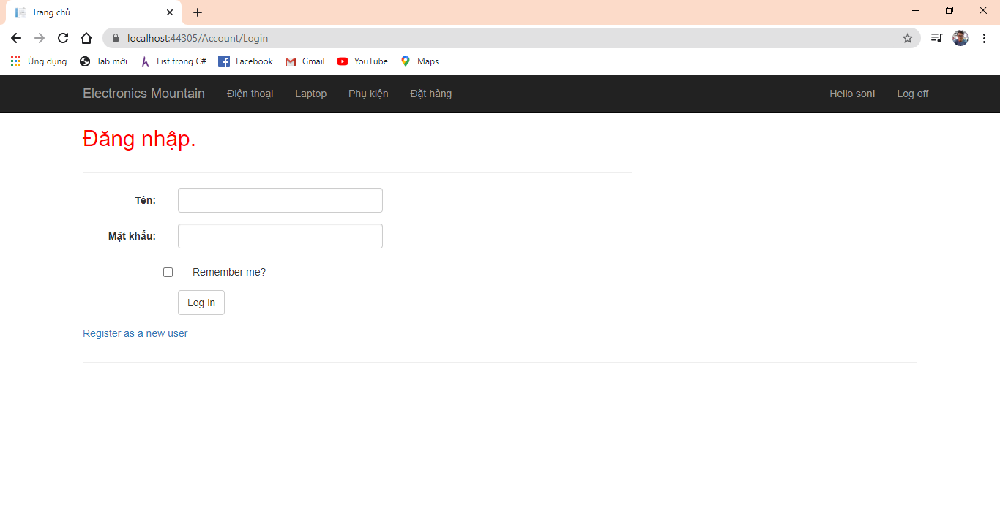 Trang chủ
localhost:44305/Account/Login
Ứng dụng Tab mới List trong C# Facebook Gmail YouTube Maps
Electronics Mountain Điện thoại Laptop Phụ kiện Đặt hàng Hello son! Log off
Đăng nhập.
Tên:
Mật khẩu:
Remember me?
Log in
Register as a new user